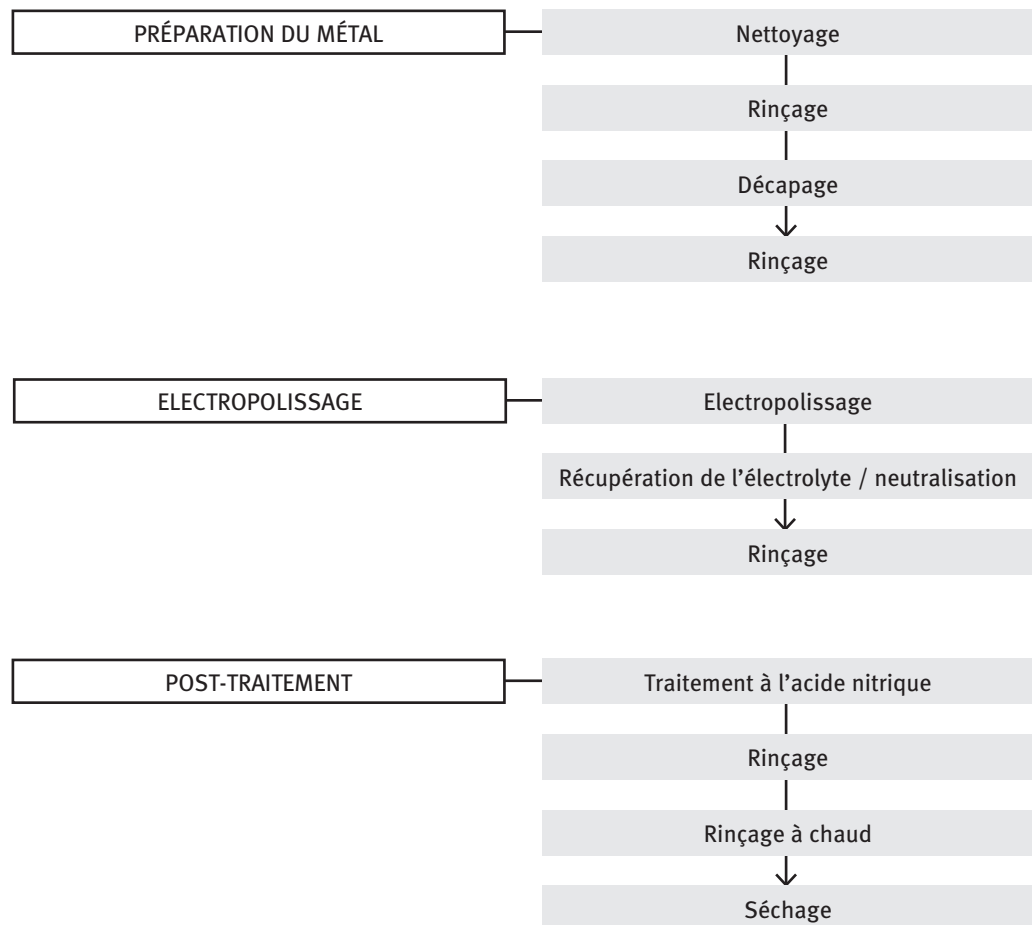 PRÉPARATION DU MÉTAL
Nettoyage
Rinçage
Décapage
Rinçage
ELECTROPOLISSAGE
Electropolissage
Récupération de l’électrolyte / neutralisation
Rinçage
POST-TRAITEMENT
Traitement à l’acide nitrique
Rinçage
Rinçage à chaud
Séchage